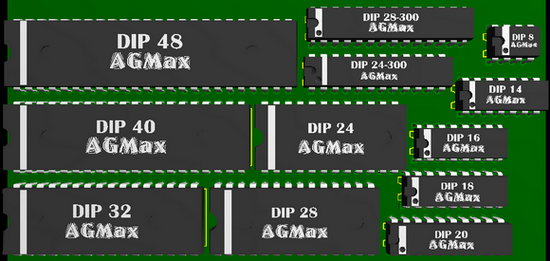 DIP 48
AGMax
DIP 28-300
AGMax
DIP 8
AGMax
DIP 24-300
AGMax
DIP 14
AGMax
DIP 40
AGMax
DIP 24
AGMax
DIP 16
AGMax
DIP 18
AGMax
DIP 32
AGMax
DIP 28
AGMax
DIP 20
AGMax